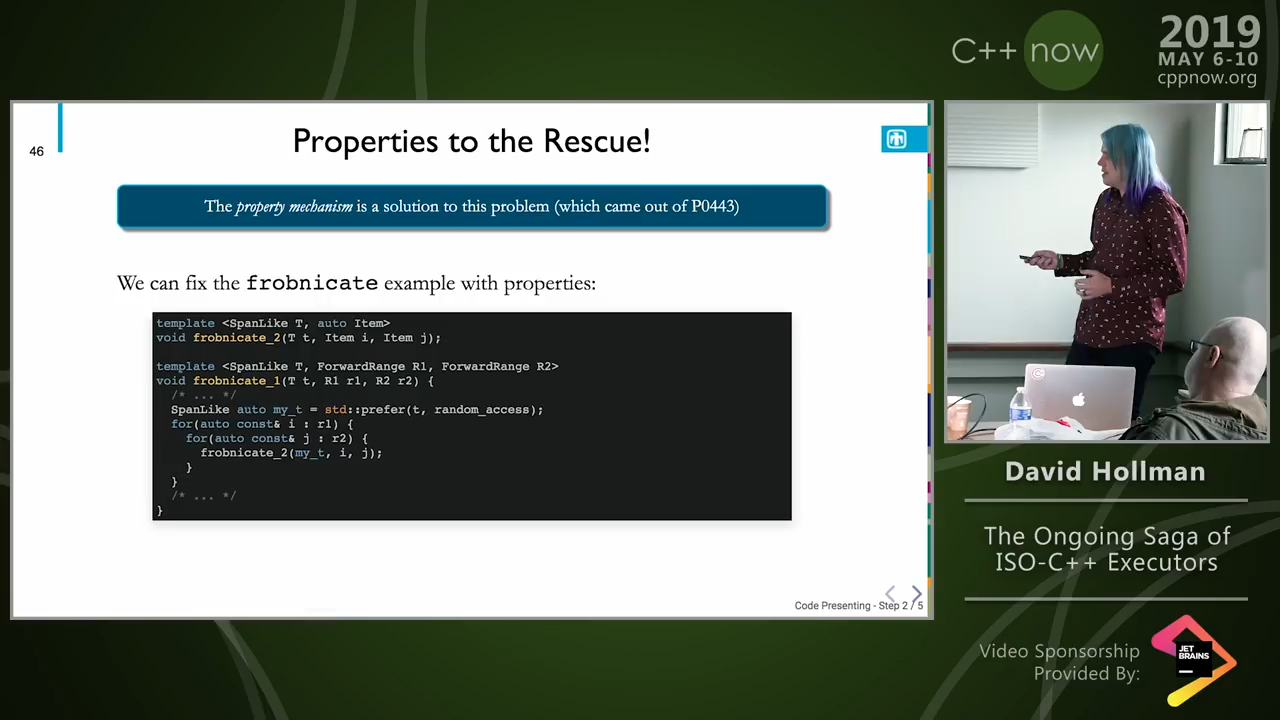 C++ now
2019
MAY 6-10
cppnow.org
46
Properties to the Rescue!
The property mechanism is a solution to this problem (which came out of P0443)
We can fix the frobnicate example with properties:
template <SpanLike T, auto Item>
void frobnicate_2(T t, Item i, Item j);
template <SpanLike T, ForwardRange R1, ForwardRange R2>
void frobnicate_1(T t, R1 r1, R2 r2) {
/* ... */
SpanLike auto my_t = std::prefer(t, random_access);
for(auto const& i : r1) {
for(auto const& j : r2) {
frobnicate_2(my_t, i, j);
}
}
/* ... */
}
Code Presenting - Step 2 / 5
David Hollman
The Ongoing Saga of
ISO-C++ Executors
Video Sponsorship
Provided By:
JET
BRAINS